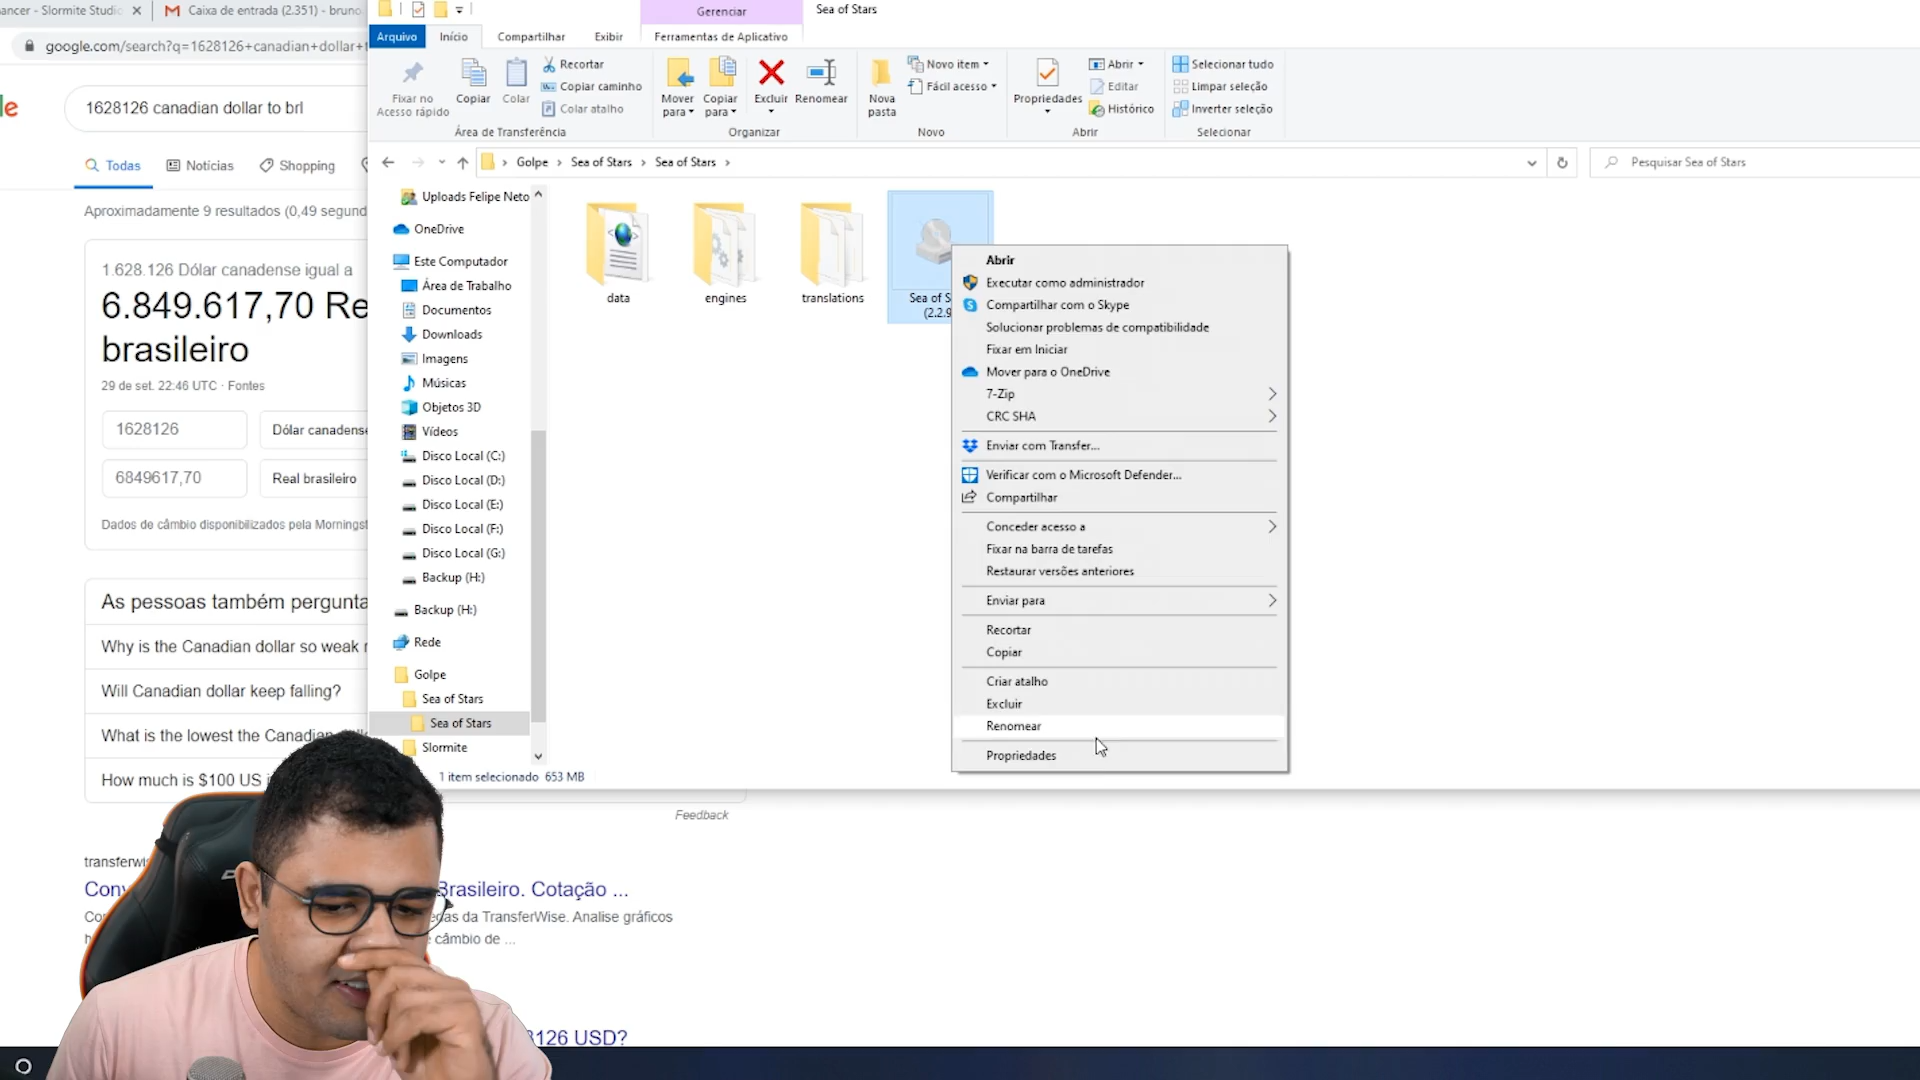 ancer - Slormite Studio
Caixa de entrada (2.351) - bruno
Gerenciar
Sea of Stars
Arquivo
Início
Compartilhar
Exibir
Ferramentas de Aplicativo
google.com/search?q=1628126+canadian+dollar+t
Fixar no
Acesso rápido
Copiar
Colar
Recortar
Copiar caminho
Colar atalho
Área de Transferência
Mover
para
Copiar
para
Excluir
Renomear
Organizar
Nova
pasta
Novo item
Fácil acesso
Novo
Propriedades
Abrir
Editar
Histórico
Abrir
Selecionar tudo
Limpar seleção
Inverter seleção
Selecionar
e
1628126 canadian dollar to brl
Golpe
Sea of Stars
Sea of Stars
Pesquisar Sea of Stars
Todas
Notícias
Shopping
Aproximadamente 9 resultados (0,49 segund
1.628.126 Dólar canadense igual a
6.849.617,70 Re
brasileiro
29 de set. 22:46 UTC · Fontes
1628126
Dólar canadense
6849617,70
Real brasileiro
Dados de câmbio disponibilizados pela Morningst
As pessoas também pergunta
Why is the Canadian dollar so weak
Will Canadian dollar keep falling?
What is the lowest the Canadian
How much is $100 US i
Uploads Felipe Neto
OneDrive
Este Computador
Área de Trabalho
Documentos
Downloads
Imagens
Músicas
Objetos 3D
Vídeos
Disco Local (C:)
Disco Local (D:)
Disco Local (E:)
Disco Local (F:)
Disco Local (G:)
Backup (H:)
Backup (H:)
Rede
Golpe
Sea of Stars
Sea of Stars
Slormite
1 item selecionado 653 MB
data
engines
translations
Sea of S
(2.2.9
Abrir
Executar como administrador
Compartilhar com o Skype
Solucionar problemas de compatibilidade
Fixar em Iniciar
Mover para o OneDrive
7-Zip
CRC SHA
Enviar com Transfer...
Verificar com o Microsoft Defender...
Compartilhar
Conceder acesso a
Fixar na barra de tarefas
Restaurar versões anteriores
Enviar para
Recortar
Copiar
Criar atalho
Excluir
Renomear
Propriedades
Feedback
transferwi
Conv Brasileiro. Cotação ...
Co edas da TransferWise. Analise gráficos
h câmbio de ...
8126 USD?